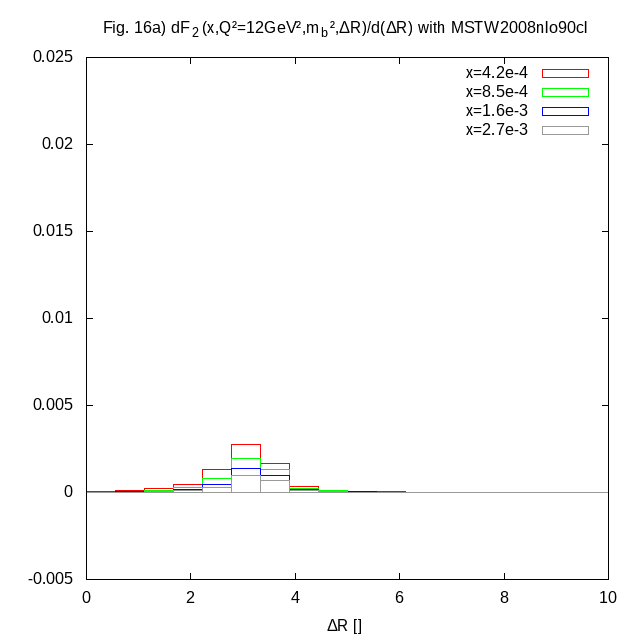 Fig. 16a) dF₂(x,Q²=12GeV²,m_b²,ΔR)/d(ΔR) with MSTW2008nlo90cl
x=4.2e-4
x=8.5e-4
x=1.6e-3
x=2.7e-3
0.025
0.02
0.015
0.01
0.005
0
-0.005
0 2 4 6 8 10
ΔR []